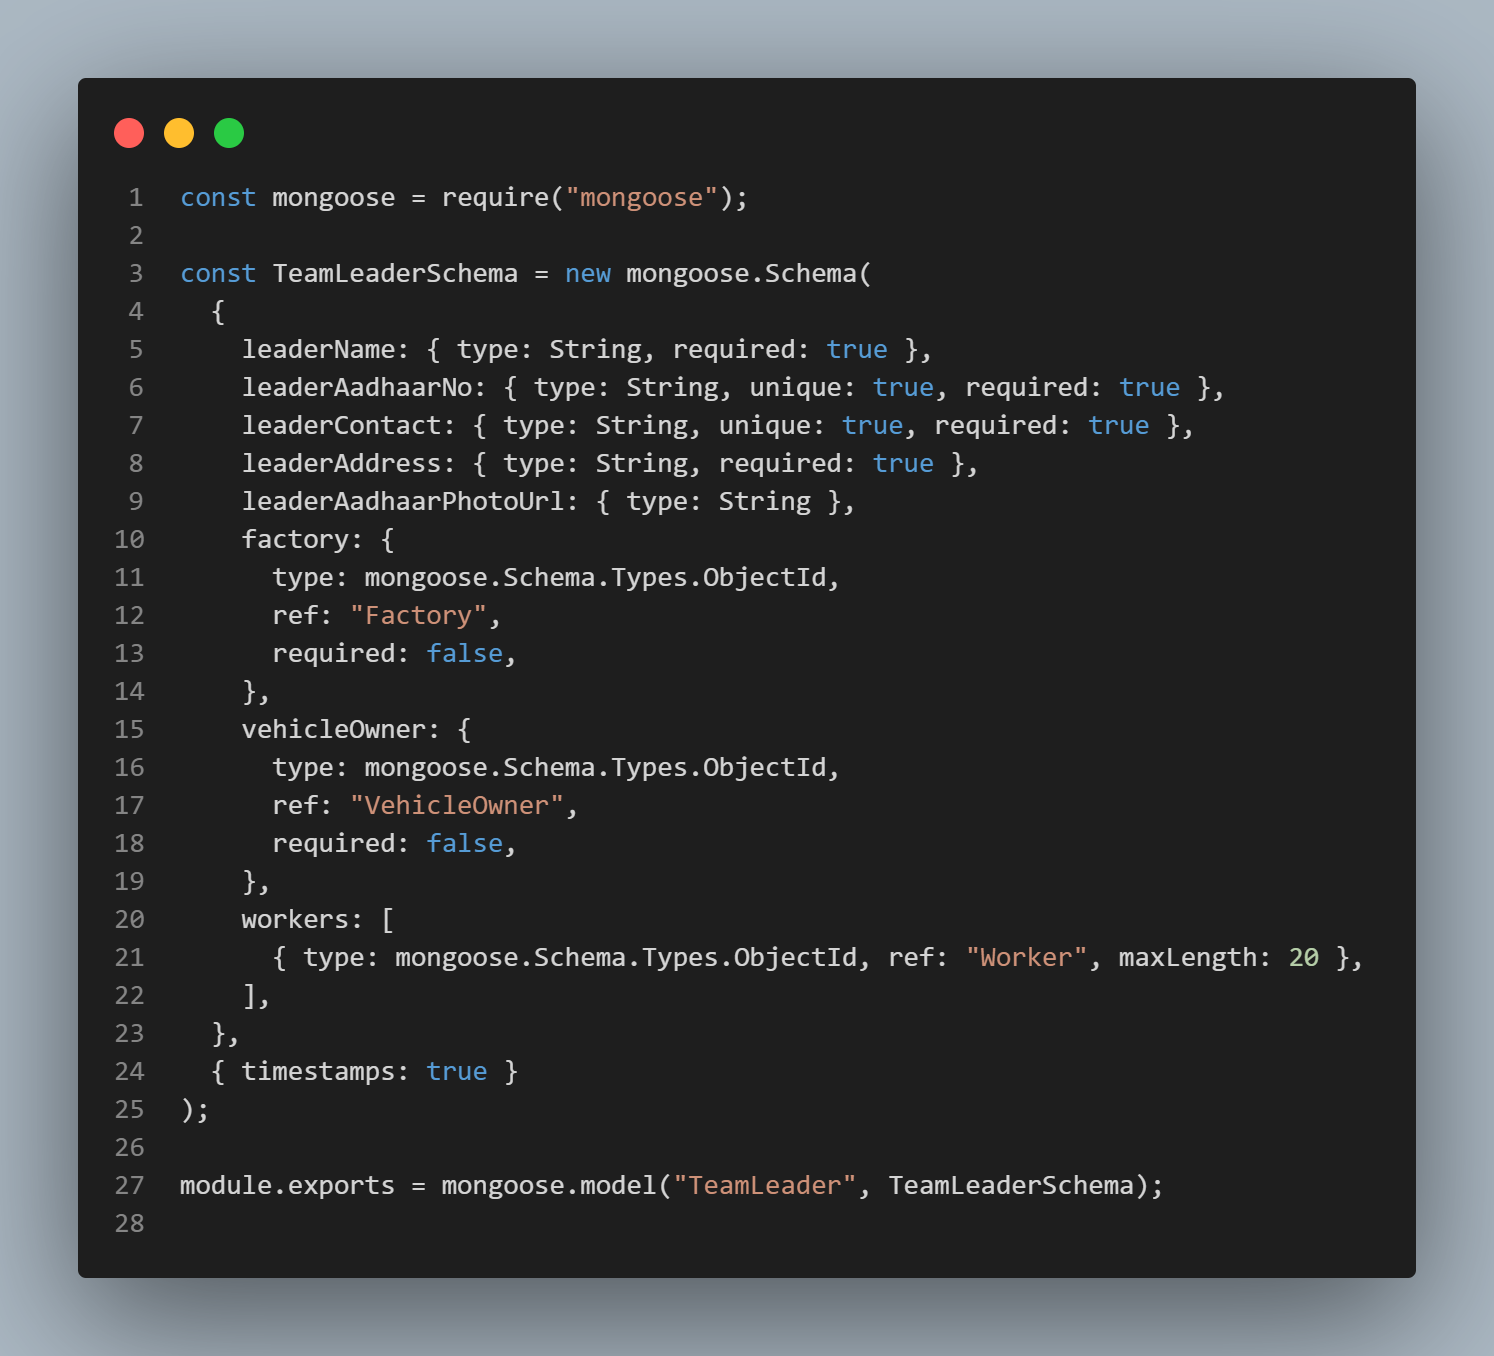 1 const mongoose = require("mongoose");
2
3 const TeamLeaderSchema = new mongoose.Schema(
4   {
5     leaderName: { type: String, required: true },
6     leaderAadhaarNo: { type: String, unique: true, required: true },
7     leaderContact: { type: String, unique: true, required: true },
8     leaderAddress: { type: String, required: true },
9     leaderAadhaarPhotoUrl: { type: String },
10     factory: {
11       type: mongoose.Schema.Types.ObjectId,
12       ref: "Factory",
13       required: false,
14     },
15     vehicleOwner: {
16       type: mongoose.Schema.Types.ObjectId,
17       ref: "VehicleOwner",
18       required: false,
19     },
20     workers: [
21       { type: mongoose.Schema.Types.ObjectId, ref: "Worker", maxLength: 20 },
22     ],
23   },
24   { timestamps: true }
25 );
26
27 module.exports = mongoose.model("TeamLeader", TeamLeaderSchema);
28